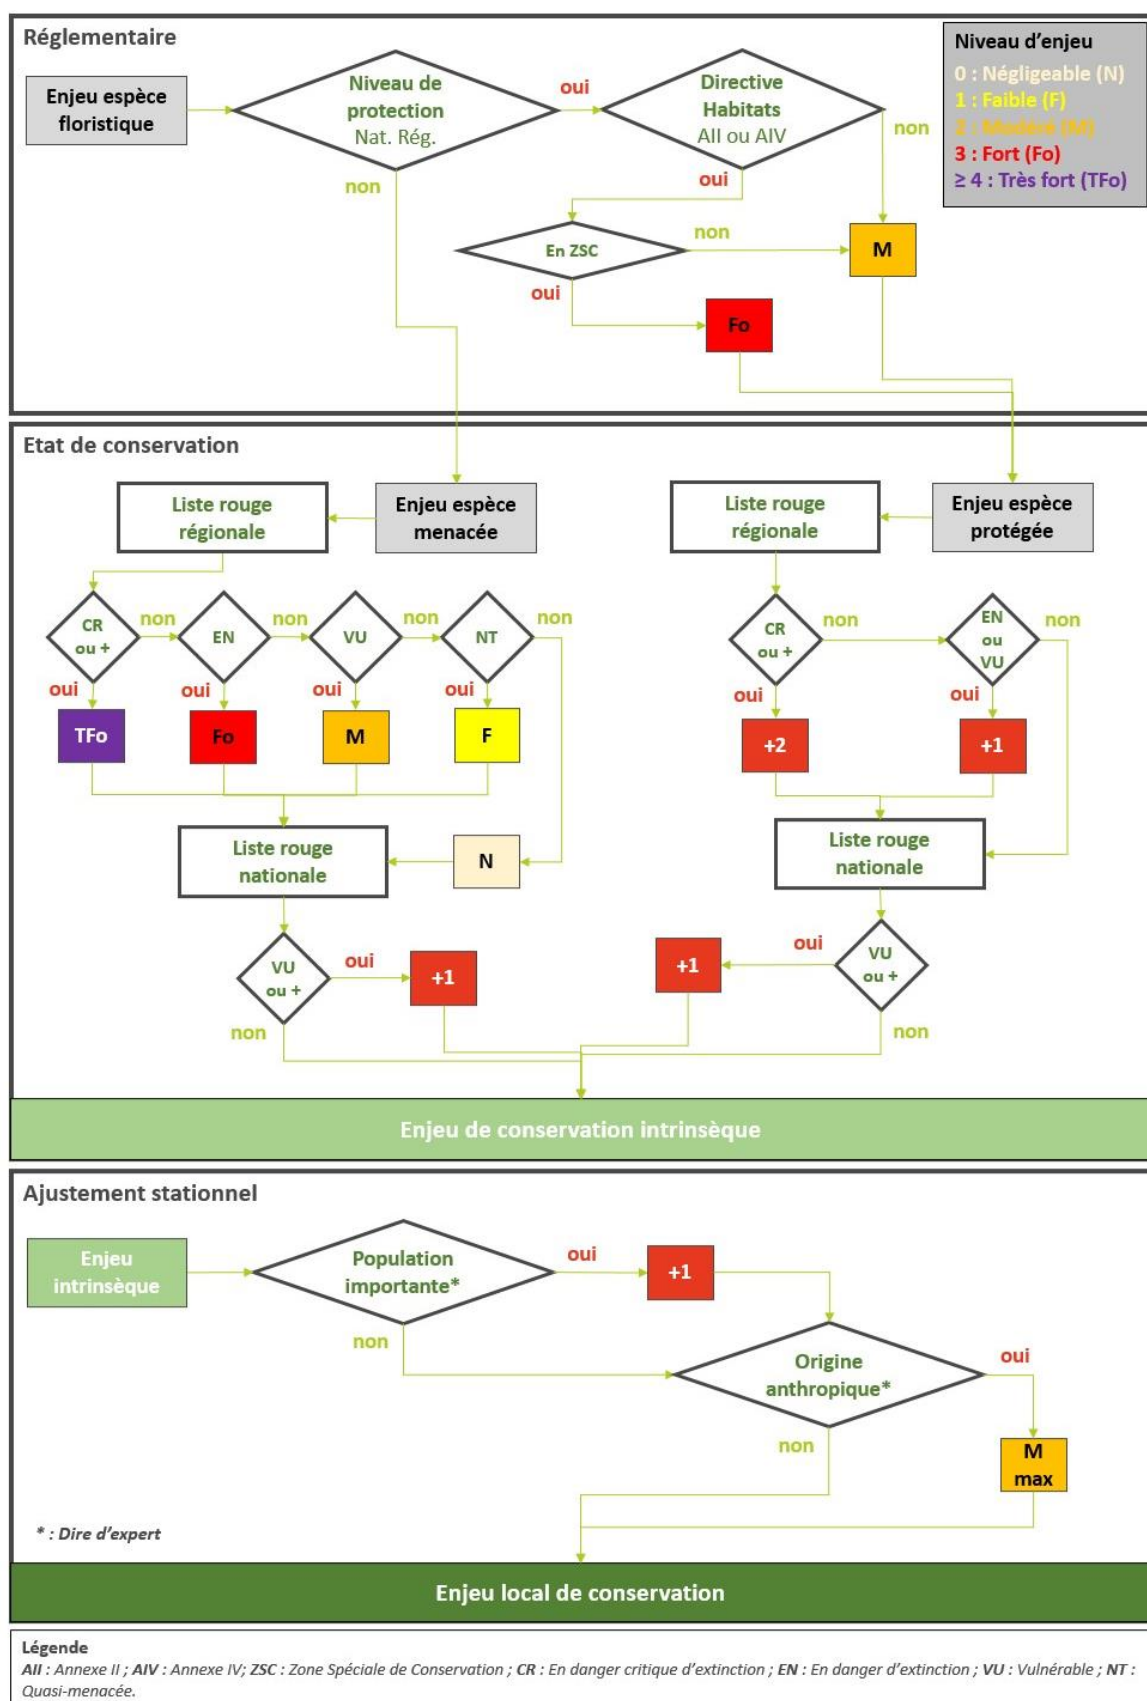 Réglementaire
Niveau d'enjeu
0 : Négligeable (N)
1 : Faible (F)
2 : Modéré (M)
3 : Fort (Fo)
≥ 4 : Très fort (TFo)
Enjeu espèce
floristique
Niveau de
protection
Nat. Rég.
oui
non
Directive
Habitats
AII ou AIV
non
oui
En ZSC
non
oui
M
Fo
Etat de conservation
Liste rouge
régionale
Enjeu espèce
menacée
Liste rouge
régionale
Enjeu espèce
protégée
CR
ou +
non
EN
non
VU
non
NT
non
oui
oui
oui
oui
TFo
Fo
M
F
CR
ou +
non
EN
ou
VU
non
oui
oui
+2
+1
Liste rouge
nationale
N
Liste rouge
nationale
VU
ou +
oui
+1
non
+1
oui
VU
ou +
non
Enjeu de conservation intrinsèque
Ajustement stationnel
Enjeu
intrinsèque
Population
importante*
oui
+1
non
Origine
anthropique*
oui
non
M
max
* : Dire d'expert
Enjeu local de conservation
Légende
AII : Annexe II ; AIV : Annexe IV; ZSC : Zone Spéciale de Conservation ; CR : En danger critique d'extinction ; EN : En danger d'extinction ; VU : Vulnérable ; NT :
Quasi-menacée.